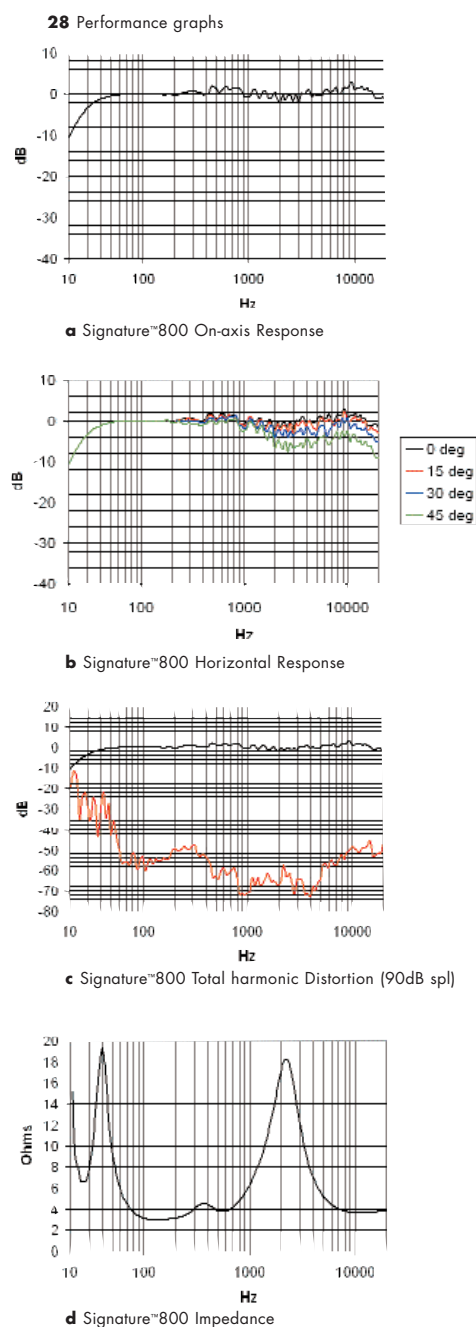 28 Performance graphs
10
0
-10
-20
-30
-40
dB
10 100 1000 10000
Hz
a Signature™800 On-axis Response
10
0
-10
-20
-30
-40
dB
10 100 1000 10000
Hz
0 deg
15 deg
30 deg
45 deg
b Signature™800 Horizontal Response
20
10
0
-10
-20
-30
-40
-50
-60
-70
-80
dB
10 100 1000 10000
Hz
c Signature™800 Total harmonic Distortion (90dB spl)
20
18
16
14
12
10
8
6
4
2
0
Ohms
10 100 1000 10000
Hz
d Signature™800 Impedance